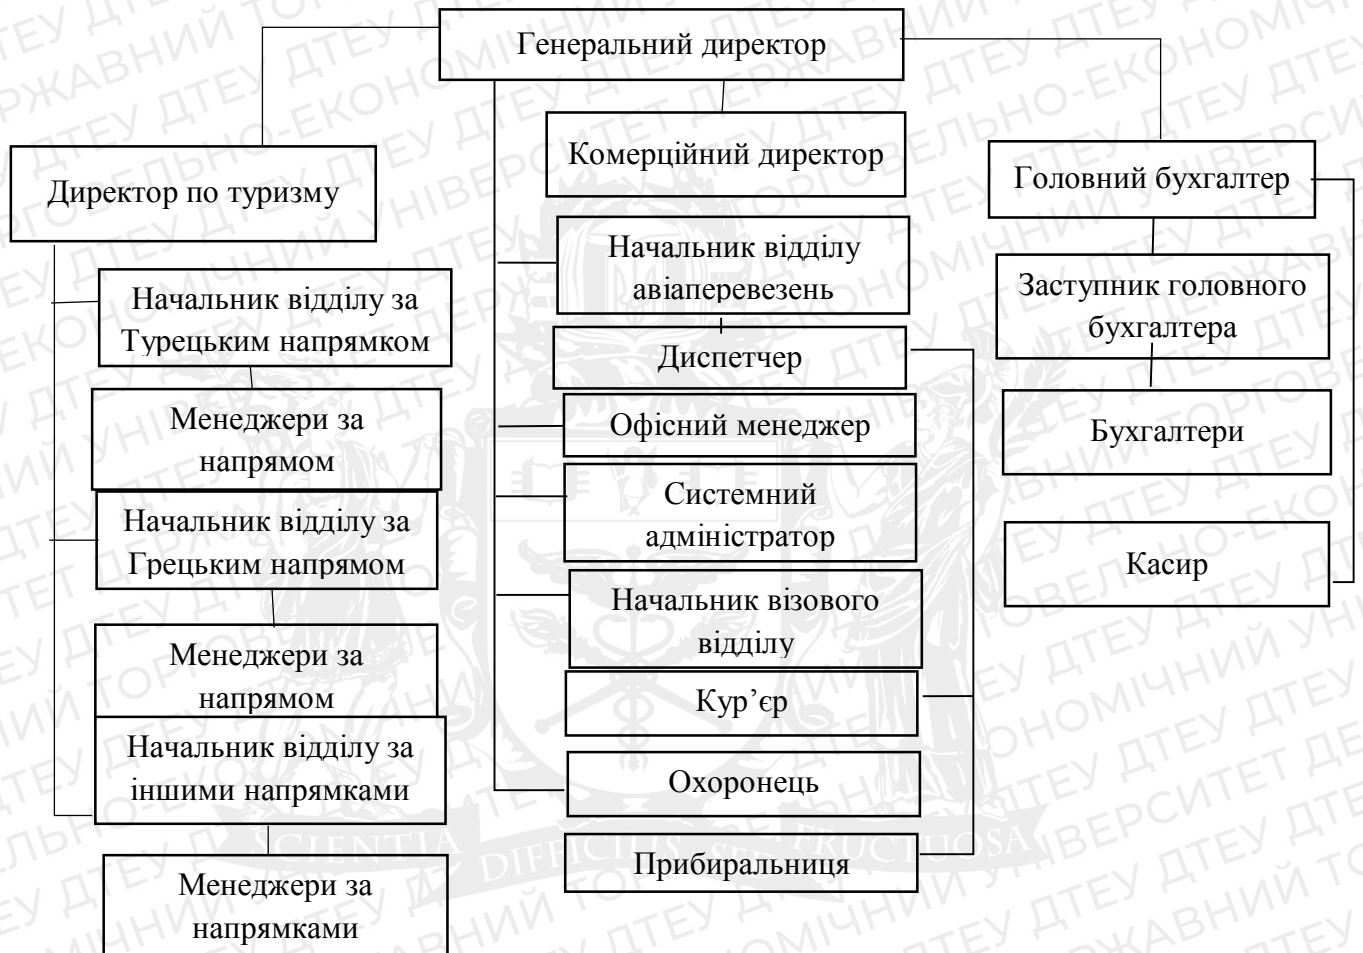 Генеральний директор
Директор по туризму
Начальник відділу за
Турецьким напрямком
Менеджери за
напрямом
Начальник відділу за
Грецьким напрямом
Менеджери за
напрямом
Начальник відділу за
іншими напрямками
Менеджери за
напрямками
Комерційний директор
Начальник відділу
авіаперевезень
Диспетчер
Офісний менеджер
Системний
адміністратор
Начальник візового
відділу
Кур’єр
Охоронець
Прибиральниця
Головний бухгалтер
Заступник головного
бухгалтера
Бухгалтери
Касир